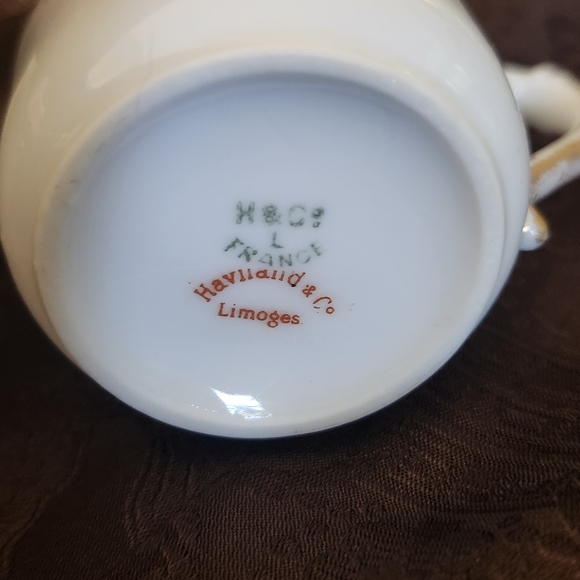 H & Co
L
FRANCE
Haviland & Co
Limoges